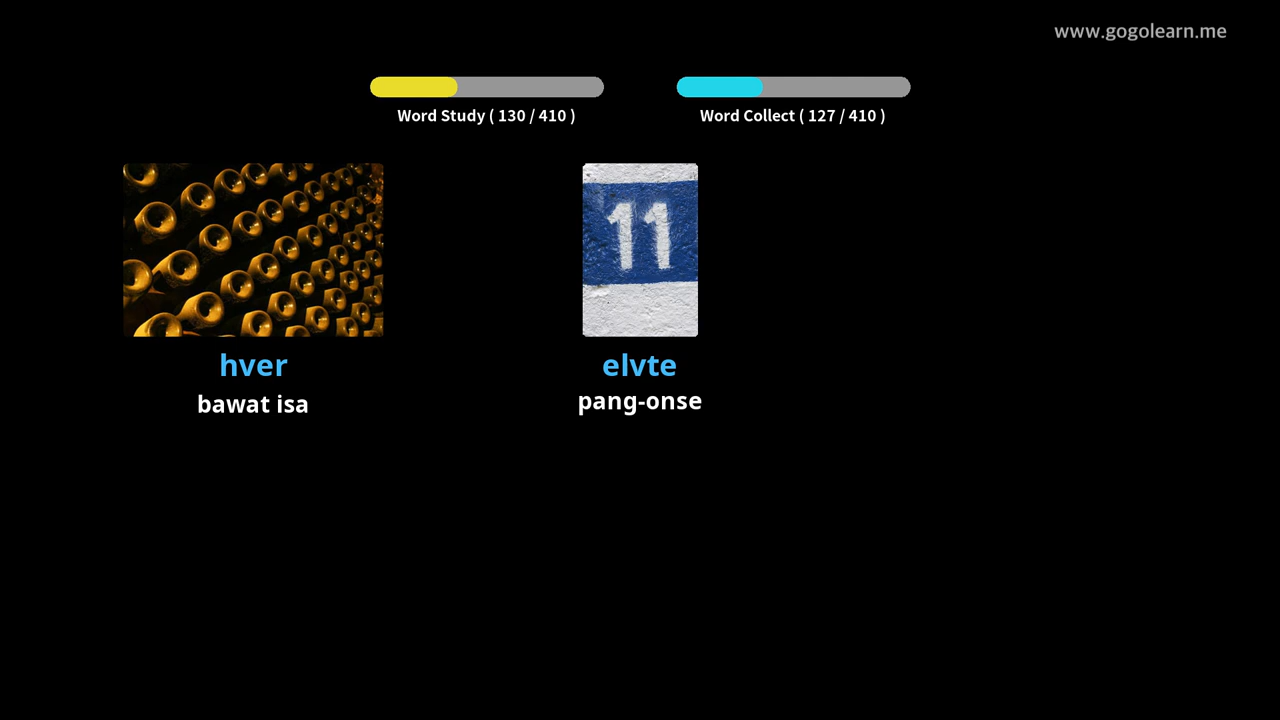 www.gogolearn.me
Word Study ( 130 / 410 )
Word Collect ( 127 / 410 )
11
hver
bawat isa
elvte
pang-onse